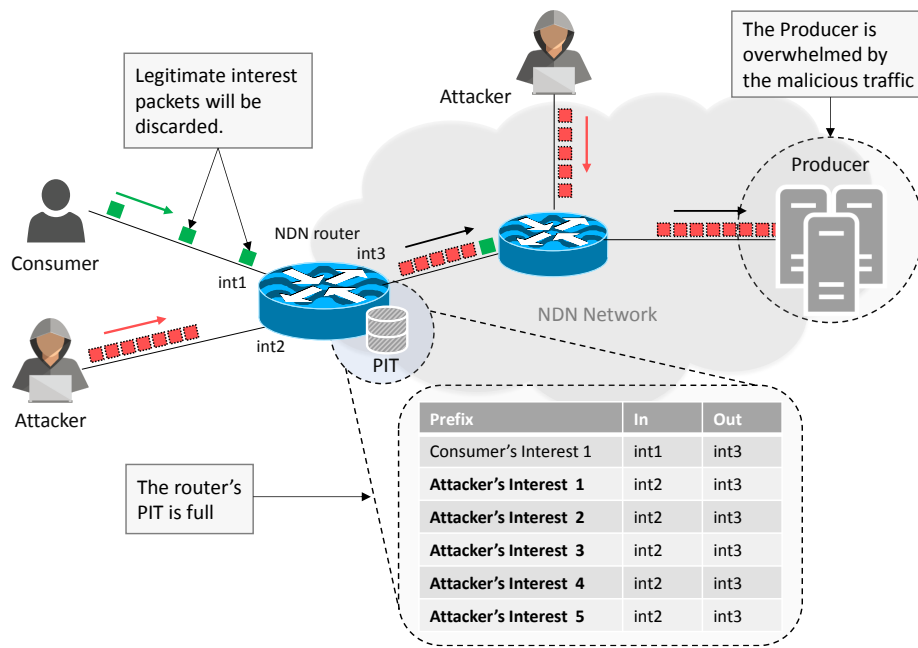 The Producer is
overwhelmed by
the malicious traffic
Legitimate interest
packets will be
discarded.
Attacker
Producer
Consumer
NDN router
int3
int1
NDN Network
int2
PIT
Attacker
Prefix In Out
Consumer's Interest 1 int1 int3
Attacker's Interest 1 int2 int3
Attacker's Interest 2 int2 int3
Attacker's Interest 3 int2 int3
Attacker's Interest 4 int2 int3
Attacker's Interest 5 int2 int3
The router's
PIT is full